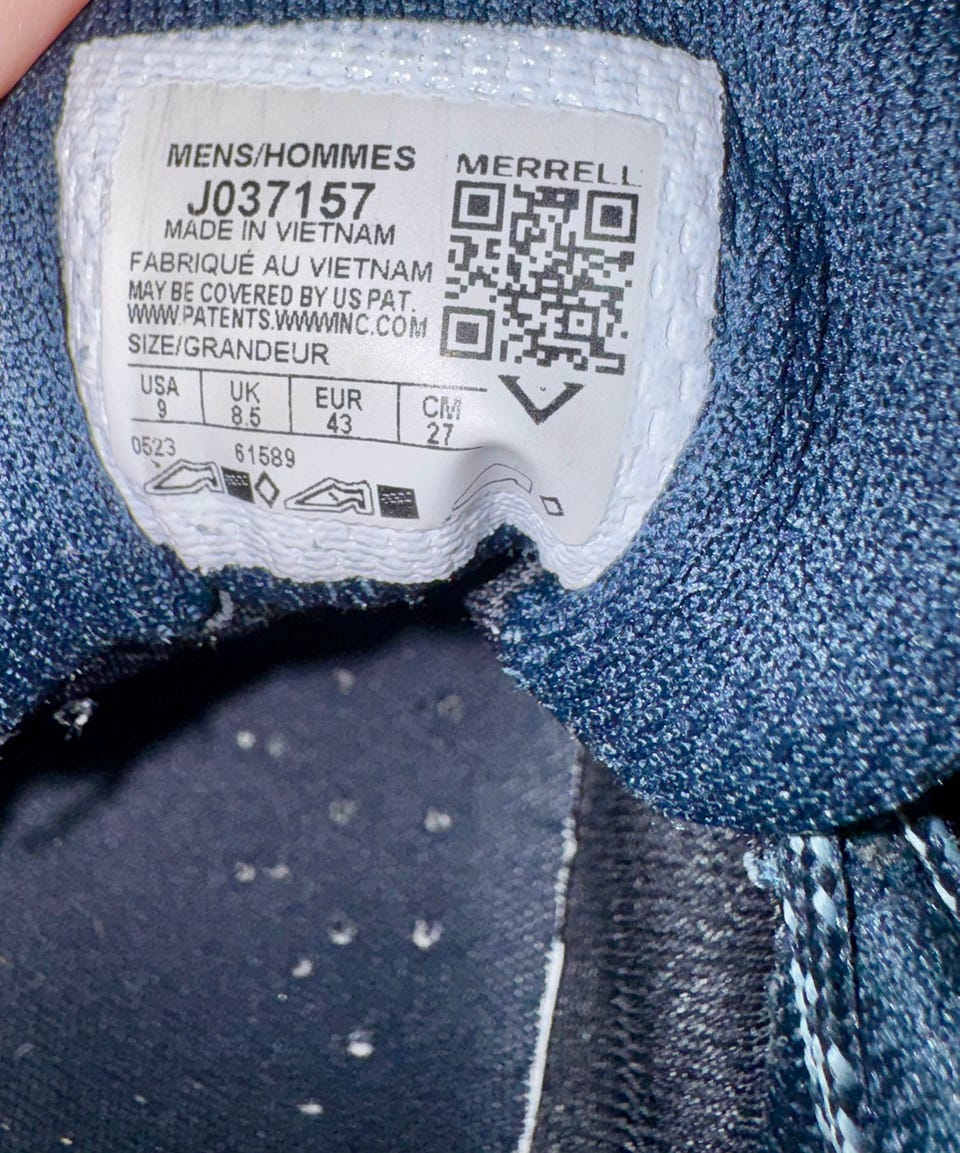 MENS/HOMMES
J037157
MADE IN VIETNAM
FABRIQUÉ AU VIETNAM
MAY BE COVERED BY US PAT.
WWW.PATENTS.WWWINC.COM
SIZE/GRANDEUR
USA UK EUR CM
9 8.5 43 27
0523 61589
MERRELL